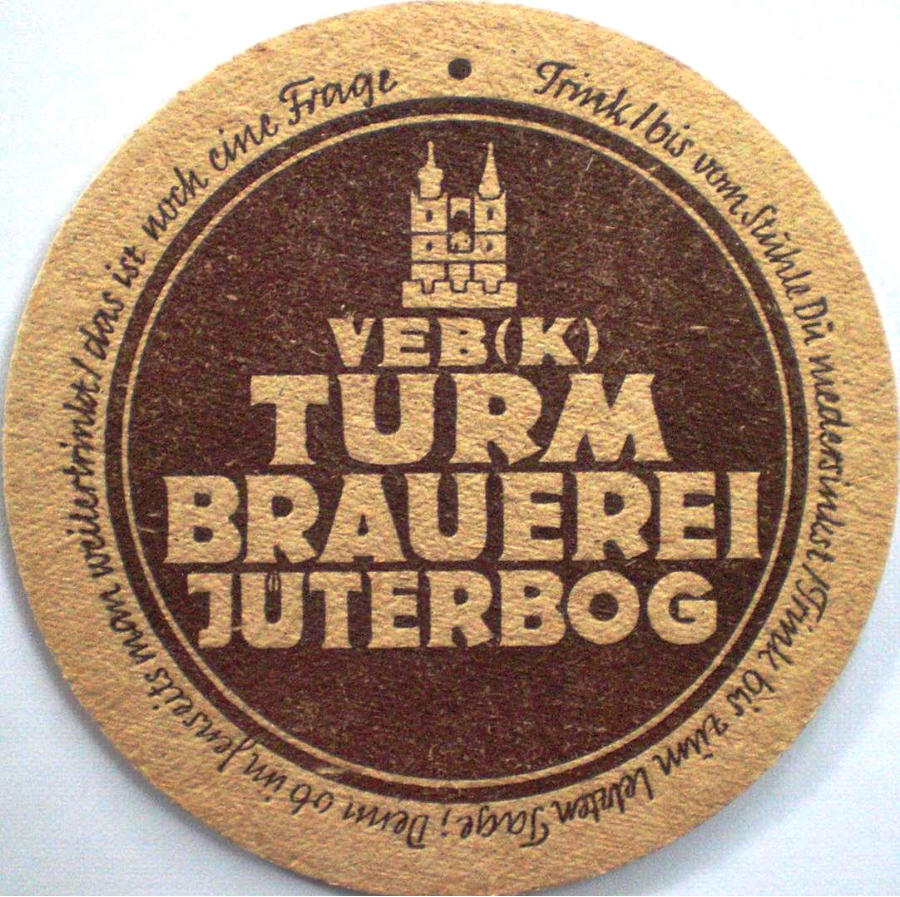 Trink / bis vom Stuhle Du niedersinkst / Trink bis zum letzten Tage; Denn ob im Jenseits man weitertrinkt / das ist noch eine Frage
VEB (K)
TURM
BRAUEREI
JÜTERBOG